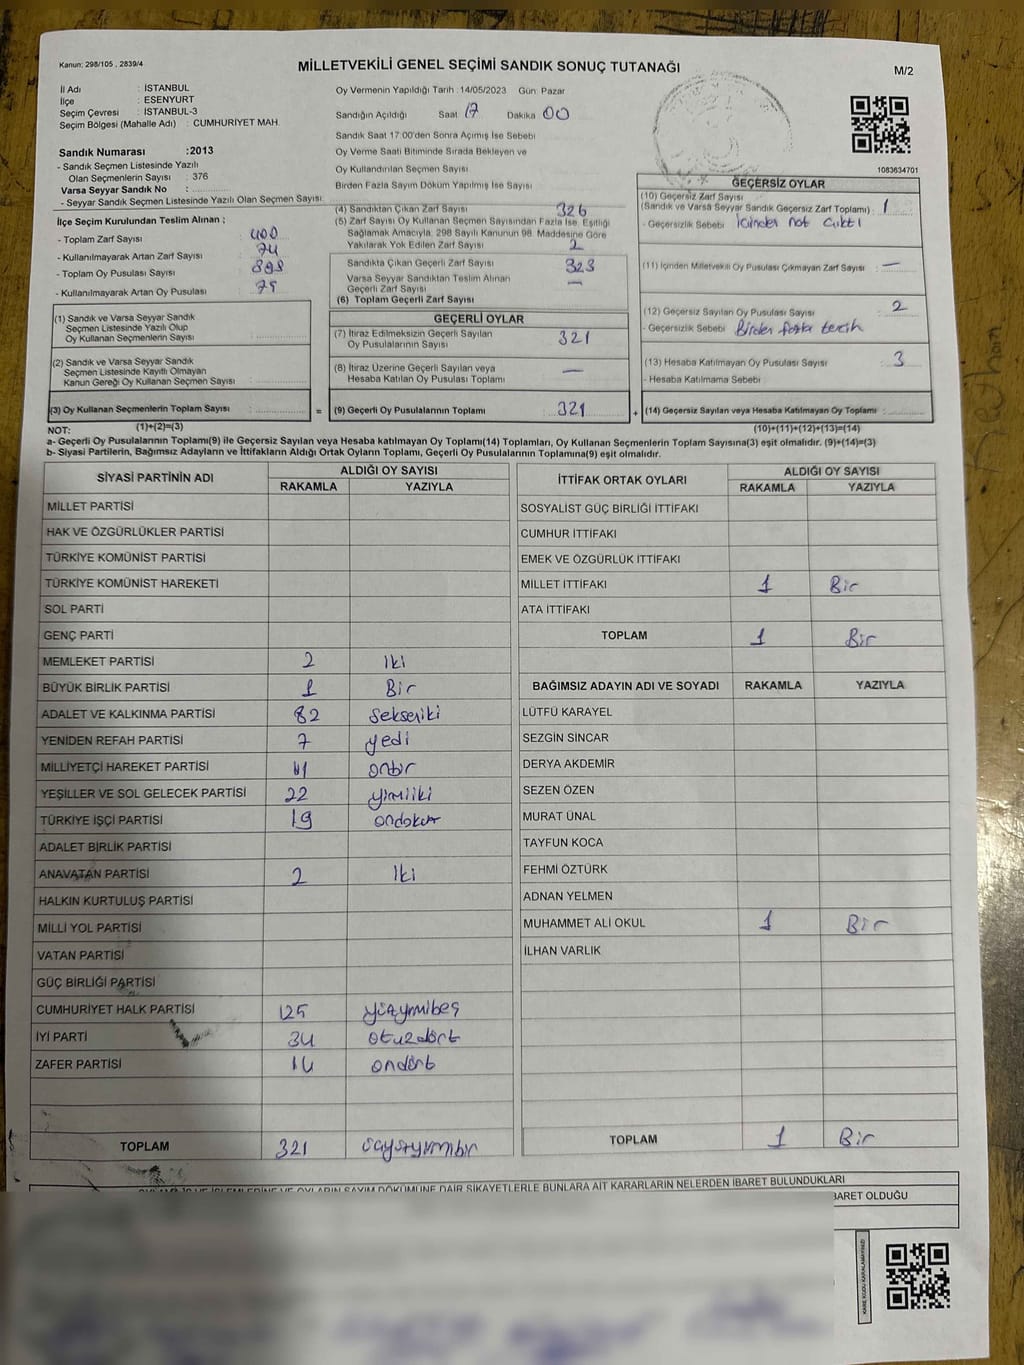 Kanun: 298/105 , 2839/4
MİLLETVEKİLİ GENEL SEÇİMİ SANDIK SONUÇ TUTANAĞI
M/2
İl Adı : İSTANBUL
İlçe : ESENYURT
Seçim Çevresi : İSTANBUL-3
Seçim Bölgesi (Mahalle Adı) : CUMHURİYET MAH.
Sandık Numarası :2013
- Sandık Seçmen Listesinde Yazılı
Olan Seçmenlerin Sayısı : 376
Varsa Seyyar Sandık No :
- Seyyar Sandık Seçmen Listesinde Yazılı Olan Seçmen Sayısı:
Oy Vermenin Yapıldığı Tarih :14/05/2023 Gün: Pazar
Sandığın Açıldığı Saat 17 Dakika 00
Sandık Saat 17:00'den Sonra Açımış İse Sebebi
Oy Verme Saati Bitiminde Sırada Bekleyen ve
Oy Kullandırılan Seçmen Sayısı
Birden Fazla Sayım Döküm Yapılmış İse Sayısı
1083634701
İlçe Seçim Kurulundan Teslim Alınan ;
- Toplam Zarf Sayısı : 400
- Kullanılmayarak Artan Zarf Sayısı : 74
- Toplam Oy Pusulası Sayısı :
- Kullanılmayarak Artan Oy Pusulası : 75
(1) Sandık ve Varsa Seyyar Sandık
Seçmen Listesinde Yazılı Olup
Oy Kullanan Seçmenlerin Sayısı :
(2) Sandık ve Varsa Seyyar Sandık
Seçmen Listesinde Kayıtlı Olmayan
Kanun Gereği Oy Kullanan Seçmen Sayısı :
(3) Oy Kullanan Seçmenlerin Toplam Sayısı : =
(1)+(2)=(3)
(4) Sandıktan Çıkan Zarf Sayısı 326
(5) Zarf Sayısı Oy Kullanan Seçmen Sayısından Fazla İse, Eşitliği
Sağlamak Amacıyla, 298 Sayılı Kanunun 98. Maddesine Göre
Yakılarak Yok Edilen Zarf Sayısı 2
Sandıkta Çıkan Geçerli Zarf Sayısı 323
Varsa Seyyar Sandıktan Teslim Alınan
Geçerli Zarf Sayısı —
(6) Toplam Geçerli Zarf Sayısı
GEÇERLİ OYLAR
(7) İtiraz Edilmeksizin Geçerli Sayılan
Oy Pusulalarının Sayısı 321
(8) İtiraz Üzerine Geçerli Sayılan veya
Hesaba Katılan Oy Pusulası Toplamı —
(9) Geçerli Oy Pusulalarının Toplamı 321 +
GEÇERSİZ OYLAR
(10) Geçersiz Zarf Sayısı
(Sandık ve Varsa Seyyar Sandık Geçersiz Zarf Toplamı) : 1
- Geçersizlik Sebebi İçinden not çıktı
(11) İçinden Milletvekili Oy Pusulası Çıkmayan Zarf Sayısı : —
(12) Geçersiz Sayılan Oy Pusulası Sayısı : 2
- Geçersizlik Sebebi Birden fazla tercih
(13) Hesaba Katılmayan Oy Pusulası Sayısı : 3
- Hesaba Katılmama Sebebi
(14) Geçersiz Sayılan veya Hesaba Katılmayan Oy Toplamı :
(10)+(11)+(12)+(13)=(14)
NOT:
a- Geçerli Oy Pusulalarının Toplamı(9) ile Geçersiz Sayılan veya Hesaba katılmayan Oy Toplamı(14) Toplamları, Oy Kullanan Seçmenlerin Toplam Sayısına(3) eşit olmalıdır. (9)+(14)=(3)
b- Siyasi Partilerin, Bağımsız Adayların ve İttifakların Aldığı Ortak Oyların Toplamı, Geçerli Oy Pusulalarının Toplamına(9) eşit olmalıdır.
SİYASİ PARTİNİN ADI ALDIĞI OY SAYISI
RAKAMLA YAZIYLA
MİLLET PARTİSİ
HAK VE ÖZGÜRLÜKLER PARTİSİ
TÜRKİYE KOMÜNİST PARTİSİ
TÜRKİYE KOMÜNİST HAREKETİ
SOL PARTİ
GENÇ PARTİ
MEMLEKET PARTİSİ 2 İki
BÜYÜK BİRLİK PARTİSİ 1 Bir
ADALET VE KALKINMA PARTİSİ 82 seksniki
YENİDEN REFAH PARTİSİ 7 yedi
MİLLİYETÇİ HAREKET PARTİSİ 11 onbir
YEŞİLLER VE SOL GELECEK PARTİSİ 22 yirmiiki
TÜRKİYE İŞÇİ PARTİSİ 19 ondokuz
ADALET BİRLİK PARTİSİ
ANAVATAN PARTİSİ 2 İki
HALKIN KURTULUŞ PARTİSİ
MİLLİ YOL PARTİSİ
VATAN PARTİSİ
GÜÇ BİRLİĞİ PARTİSİ
CUMHURİYET HALK PARTİSİ 125 yüzyirmibeş
İYİ PARTİ 34 otuzdört
ZAFER PARTİSİ 14 ondört
TOPLAM 321 üçyüzyirmibir
İTTİFAK ORTAK OYLARI ALDIĞI OY SAYISI
RAKAMLA YAZIYLA
SOSYALİST GÜÇ BİRLİĞİ İTTİFAKI
CUMHUR İTTİFAKI
EMEK VE ÖZGÜRLÜK İTTİFAKI
MİLLET İTTİFAKI 1 Bir
ATA İTTİFAKI
TOPLAM 1 Bir
BAĞIMSIZ ADAYIN ADI VE SOYADI RAKAMLA YAZIYLA
LÜTFÜ KARAYEL
SEZGİN SİNCAR
DERYA AKDEMİR
SEZEN ÖZEN
MURAT ÜNAL
TAYFUN KOCA
FEHMİ ÖZTÜRK
ADNAN YELMEN
MUHAMMET ALİ OKUL 1 Bir
İLHAN VARLIK
TOPLAM 1 Bir
OYLAMA İŞ VE İŞLEMLERİNE VE OYLARIN SAYIM DÖKÜMÜNE DAİR ŞİKAYETLERLE BUNLARA AİT KARARLARIN NELERDEN İBARET BULUNDUKLARI
İBARET OLDUĞU
KARE KODU KARALAMAYINIZ!